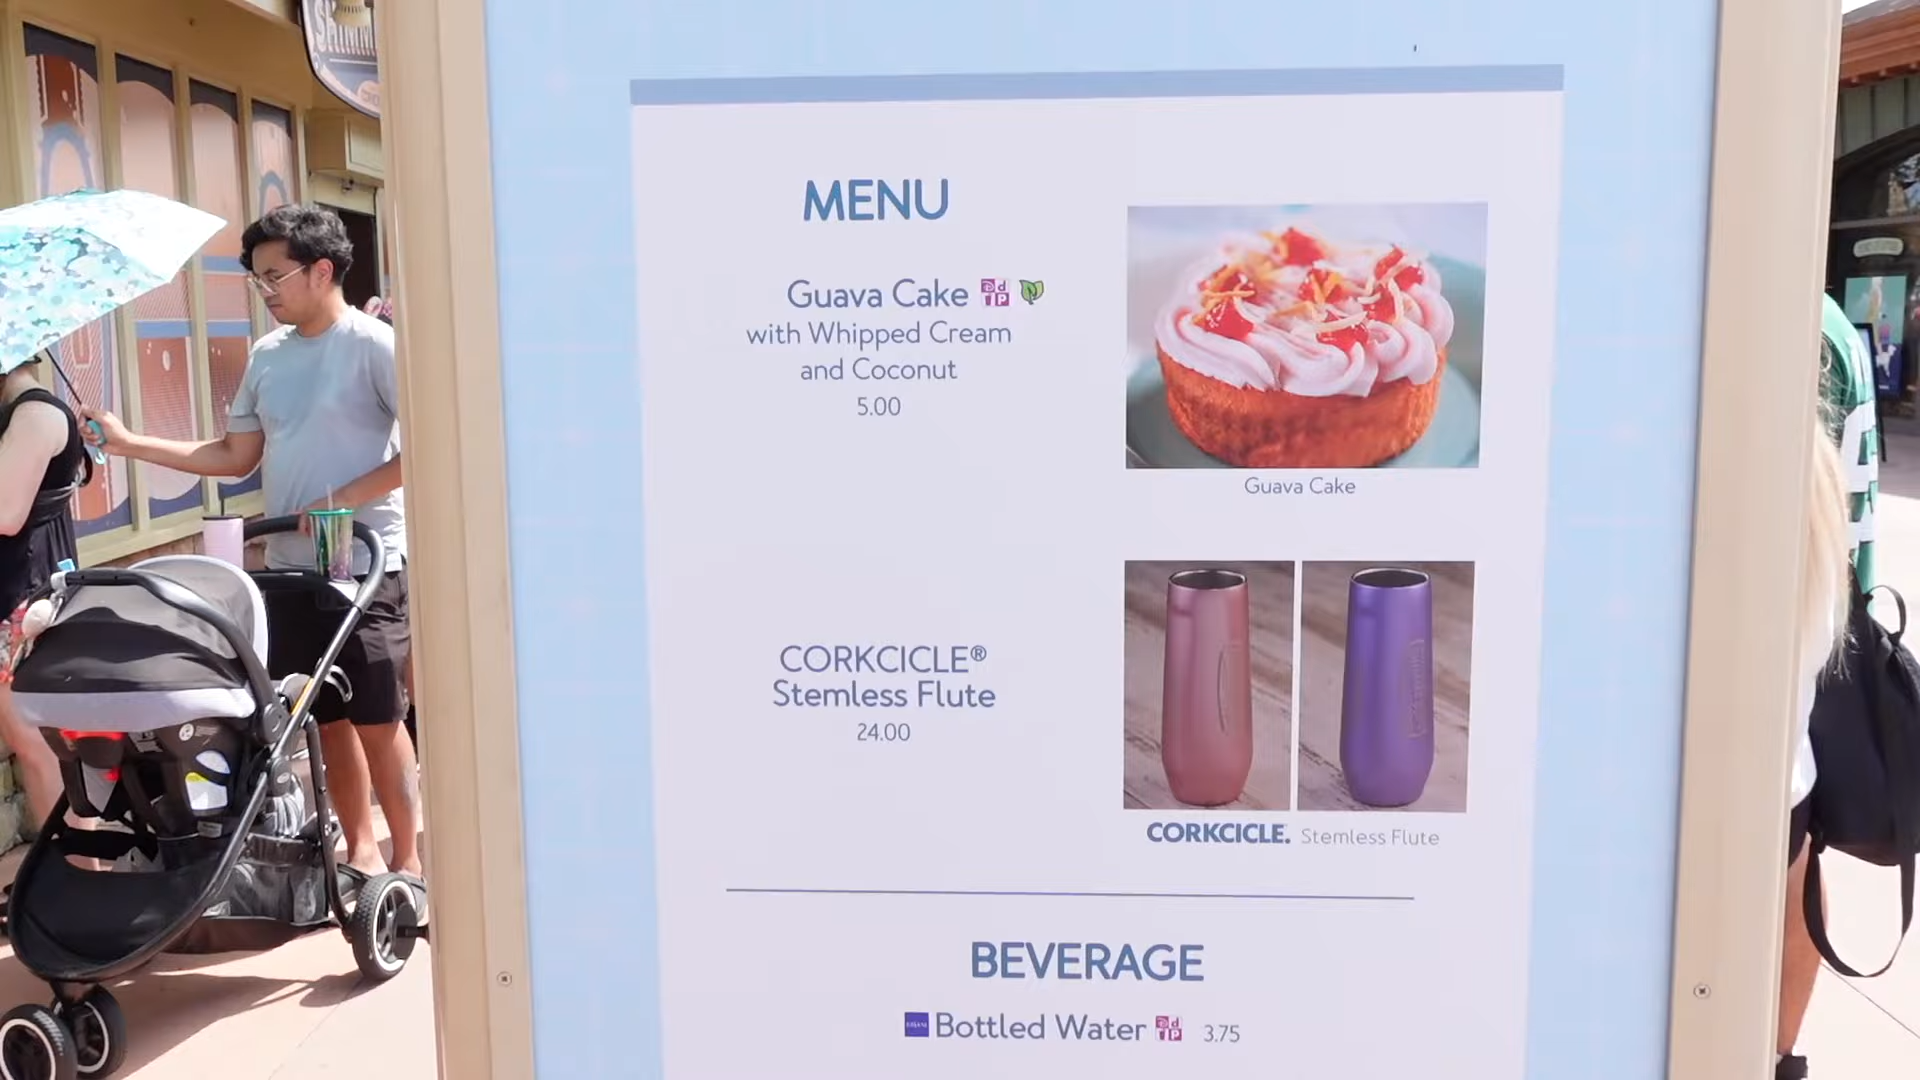 MENU
Guava Cake
with Whipped Cream
and Coconut
5.00
Guava Cake
CORKCICLE®
Stemless Flute
24.00
CORKCICLE. Stemless Flute
BEVERAGE
DASANI Bottled Water 3.75